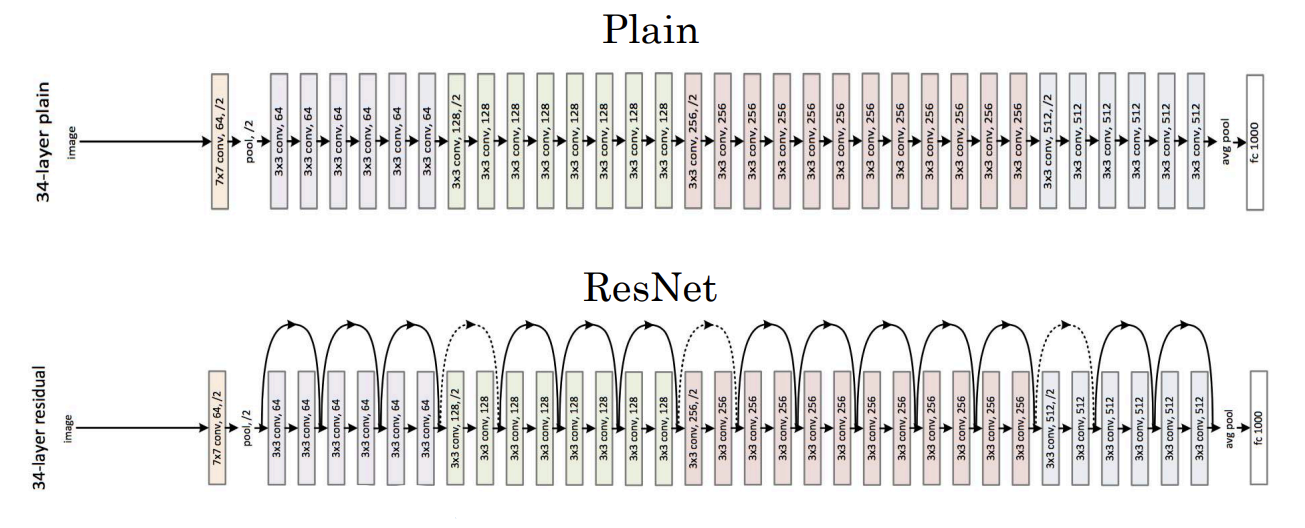 Plain
34-layer plain
image
7x7 conv, 64, /2
pool, /2
3x3 conv, 64
3x3 conv, 64
3x3 conv, 64
3x3 conv, 64
3x3 conv, 64
3x3 conv, 64
3x3 conv, 128, /2
3x3 conv, 128
3x3 conv, 128
3x3 conv, 128
3x3 conv, 128
3x3 conv, 128
3x3 conv, 128
3x3 conv, 128
3x3 conv, 256, /2
3x3 conv, 256
3x3 conv, 256
3x3 conv, 256
3x3 conv, 256
3x3 conv, 256
3x3 conv, 256
3x3 conv, 256
3x3 conv, 256
3x3 conv, 256
3x3 conv, 256
3x3 conv, 256
3x3 conv, 512, /2
3x3 conv, 512
3x3 conv, 512
3x3 conv, 512
3x3 conv, 512
3x3 conv, 512
avg pool
fc 1000
ResNet
34-layer residual
image
7x7 conv, 64, /2
pool, /2
3x3 conv, 64
3x3 conv, 64
3x3 conv, 64
3x3 conv, 64
3x3 conv, 64
3x3 conv, 64
3x3 conv, 128, /2
3x3 conv, 128
3x3 conv, 128
3x3 conv, 128
3x3 conv, 128
3x3 conv, 128
3x3 conv, 128
3x3 conv, 128
3x3 conv, 256, /2
3x3 conv, 256
3x3 conv, 256
3x3 conv, 256
3x3 conv, 256
3x3 conv, 256
3x3 conv, 256
3x3 conv, 256
3x3 conv, 256
3x3 conv, 256
3x3 conv, 256
3x3 conv, 256
3x3 conv, 512, /2
3x3 conv, 512
3x3 conv, 512
3x3 conv, 512
3x3 conv, 512
3x3 conv, 512
avg pool
fc 1000